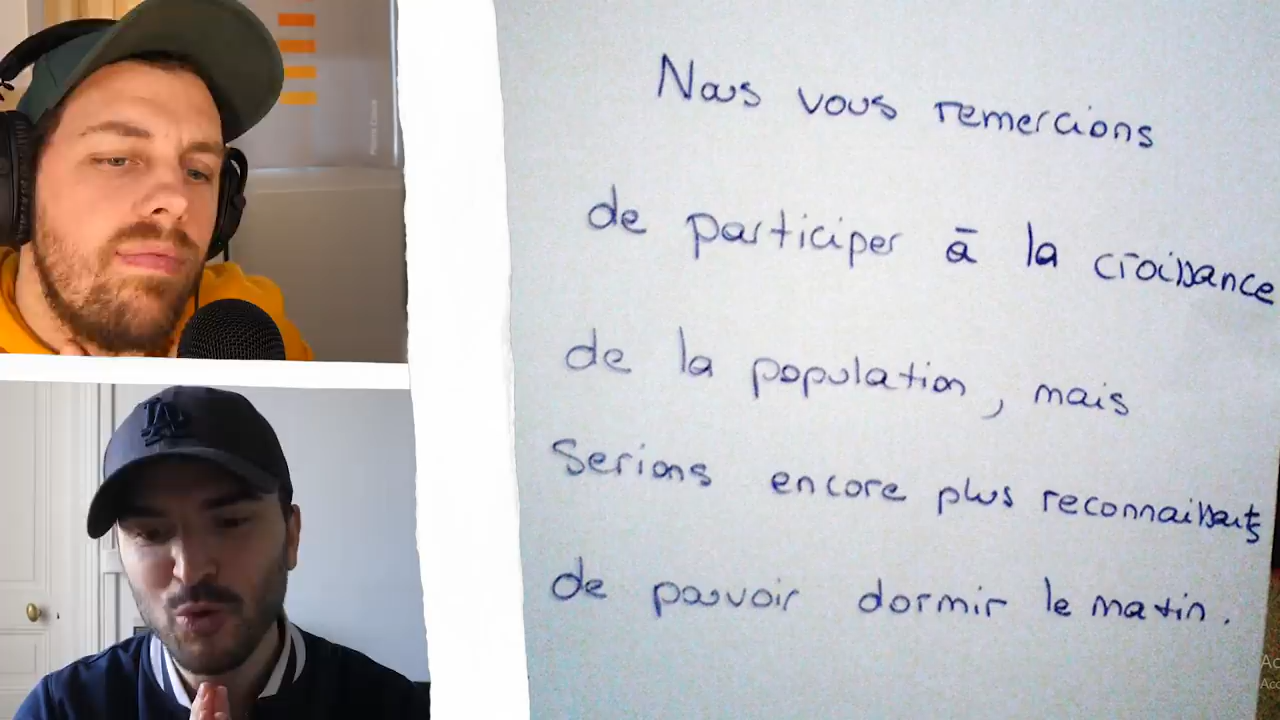 Nous vous remercions
de participer à la croissance
de la population, mais
Serions encore plus reconnaissants
de pouvoir dormir le matin.
LA